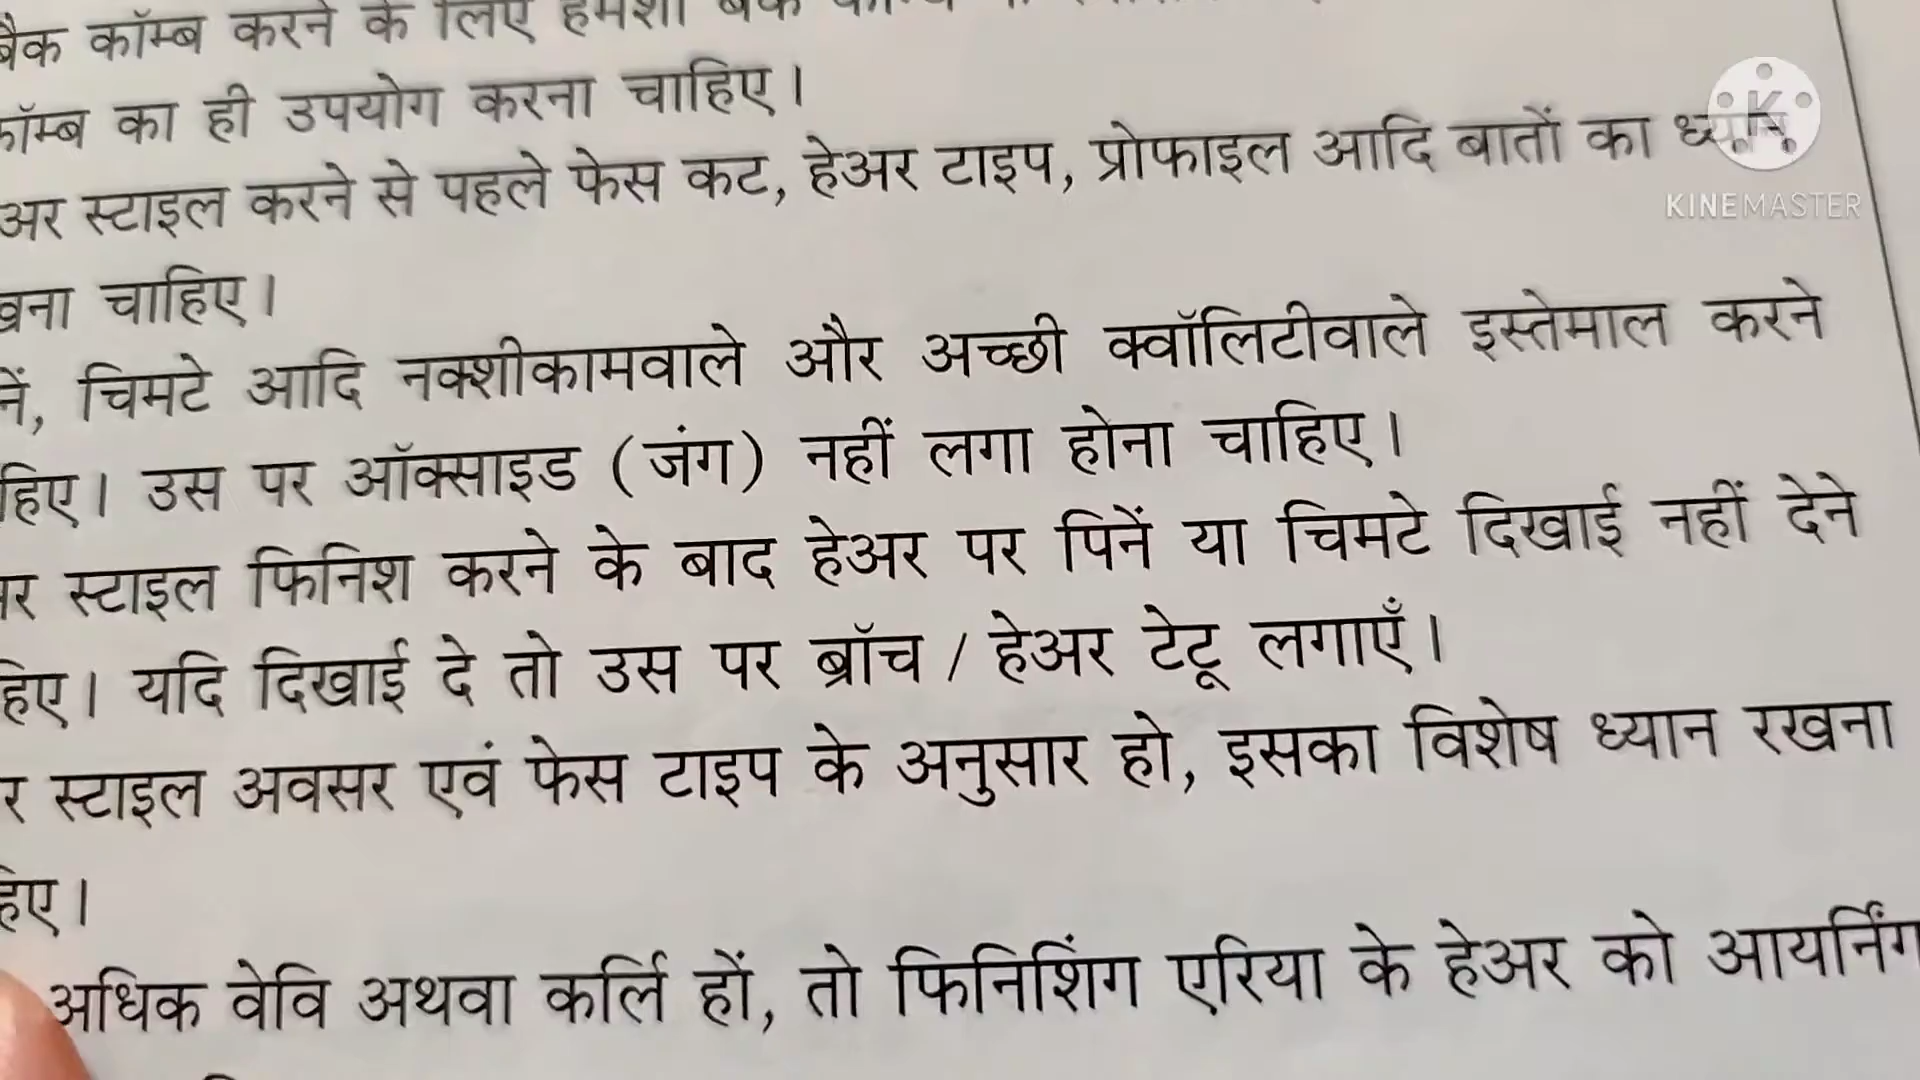 बैक कॉम्ब करने के लिए हमेशा बैक
कॉम्ब का ही उपयोग करना चाहिए।
अर स्टाइल करने से पहले फेस कट, हेअर टाइप, प्रोफाइल आदि बातों का ध्यान
खना चाहिए।
नें, चिमटे आदि नक्शीकामवाले और अच्छी क्वॉलिटीवाले इस्तेमाल करने
हिए। उस पर ऑक्साइड (जंग) नहीं लगा होना चाहिए।
र स्टाइल फिनिश करने के बाद हेअर पर पिनें या चिमटे दिखाई नहीं देने
हिए। यदि दिखाई दे तो उस पर ब्रॉच / हेअर टेटू लगाएँ।
र स्टाइल अवसर एवं फेस टाइप के अनुसार हो, इसका विशेष ध्यान रखना
हिए।
अधिक वेवि अथवा कर्लि हों, तो फिनिशिंग एरिया के हेअर को आयर्निंग
KINEMASTER